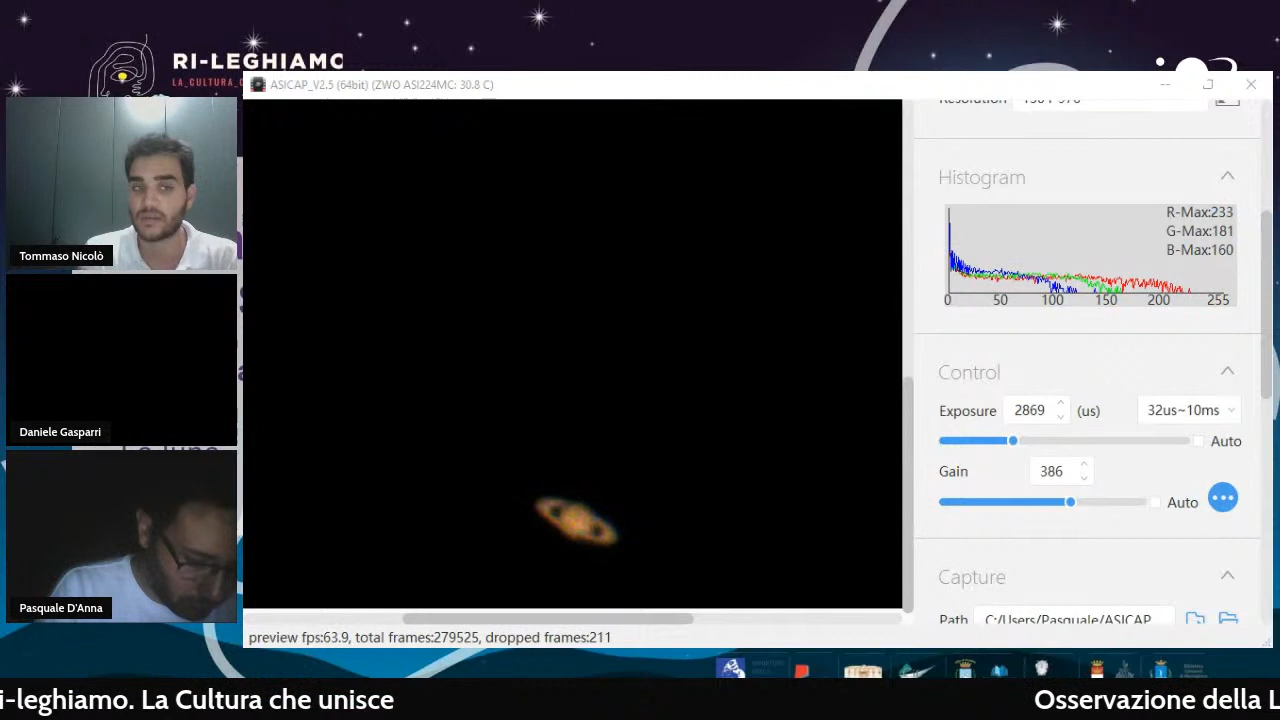 RI-LEGHIAMO
LA_CULTURA_
ASICAP_V2.5 (64bit) (ZWO ASI224MC: 30.8 C)
Resolution
Histogram
R-Max:233
G-Max:181
B-Max:160
0 50 100 150 200 255
Control
Exposure 2869 (us) 32us~10ms
Auto
Gain 386
Auto
Capture
Path C:/Users/Pasquale/ASICAP
preview fps:63.9, total frames:279525, dropped frames:211
Tommaso Nicolò
Daniele Gasparri
Pasquale D'Anna
i-leghiamo. La Cultura che unisce
Osservazione della L